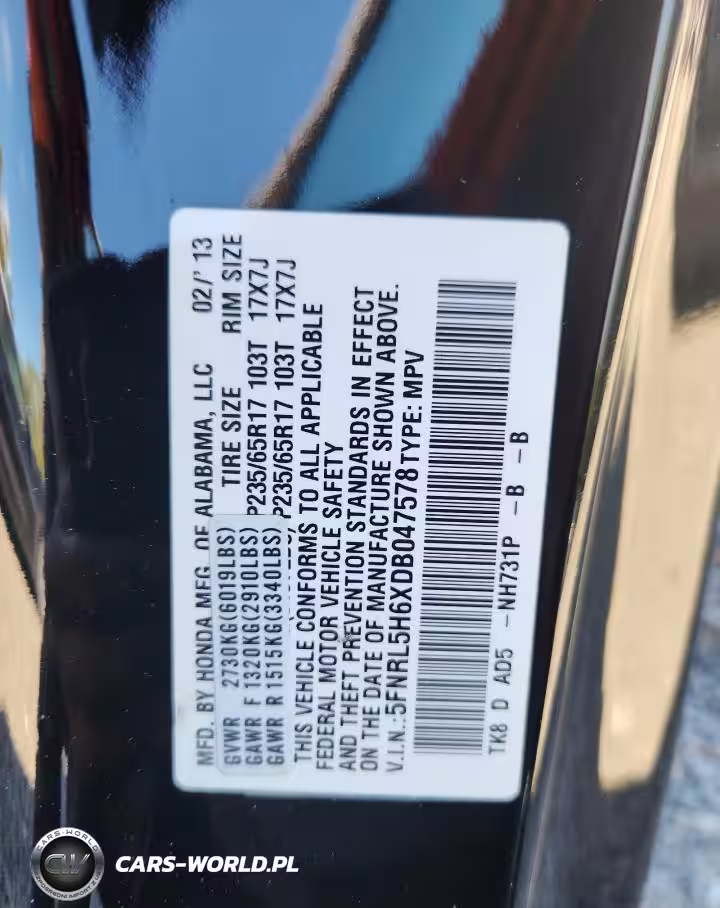 MFD. BY HONDA MFG. OF ALABAMA, LLC 02/' 13
GVWR 2730KG(6019LBS) TIRE SIZE RIM SIZE
GAWR F 1320KG(2910LBS) P235/65R17 103T 17X7J
GAWR R 1515KG(3340LBS) P235/65R17 103T 17X7J
THIS VEHICLE CONFORMS TO ALL APPLICABLE
FEDERAL MOTOR VEHICLE SAFETY
AND THEFT PREVENTION STANDARDS IN EFFECT
ON THE DATE OF MANUFACTURE SHOWN ABOVE.
V.I.N.:5FNRL5H6XDB047578 TYPE: MPV
TK8 D AD5 -NH731P -B -B
CARS-WORLD
CW
CARS-WORLD.PL